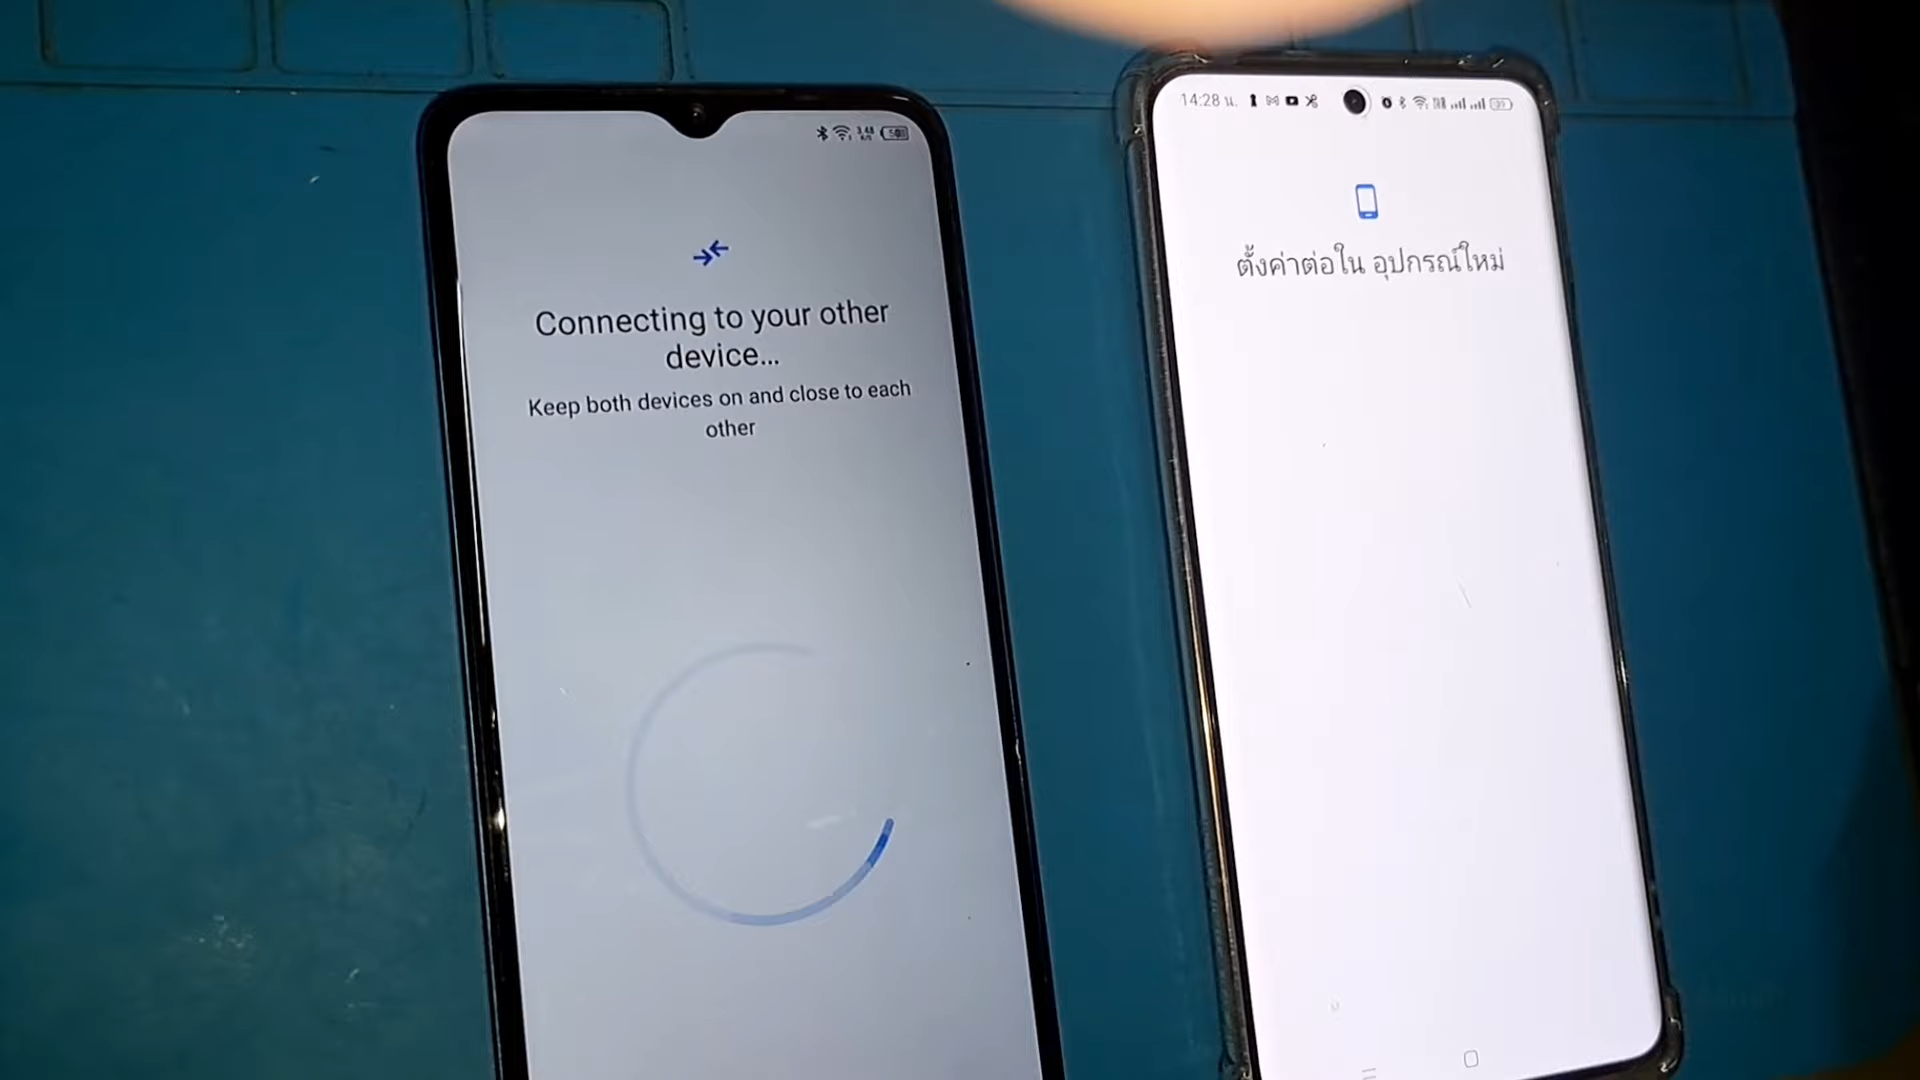 Connecting to your other
device...
Keep both devices on and close to each
other
14:28 น.
ตั้งค่าต่อใน อุปกรณ์ใหม่